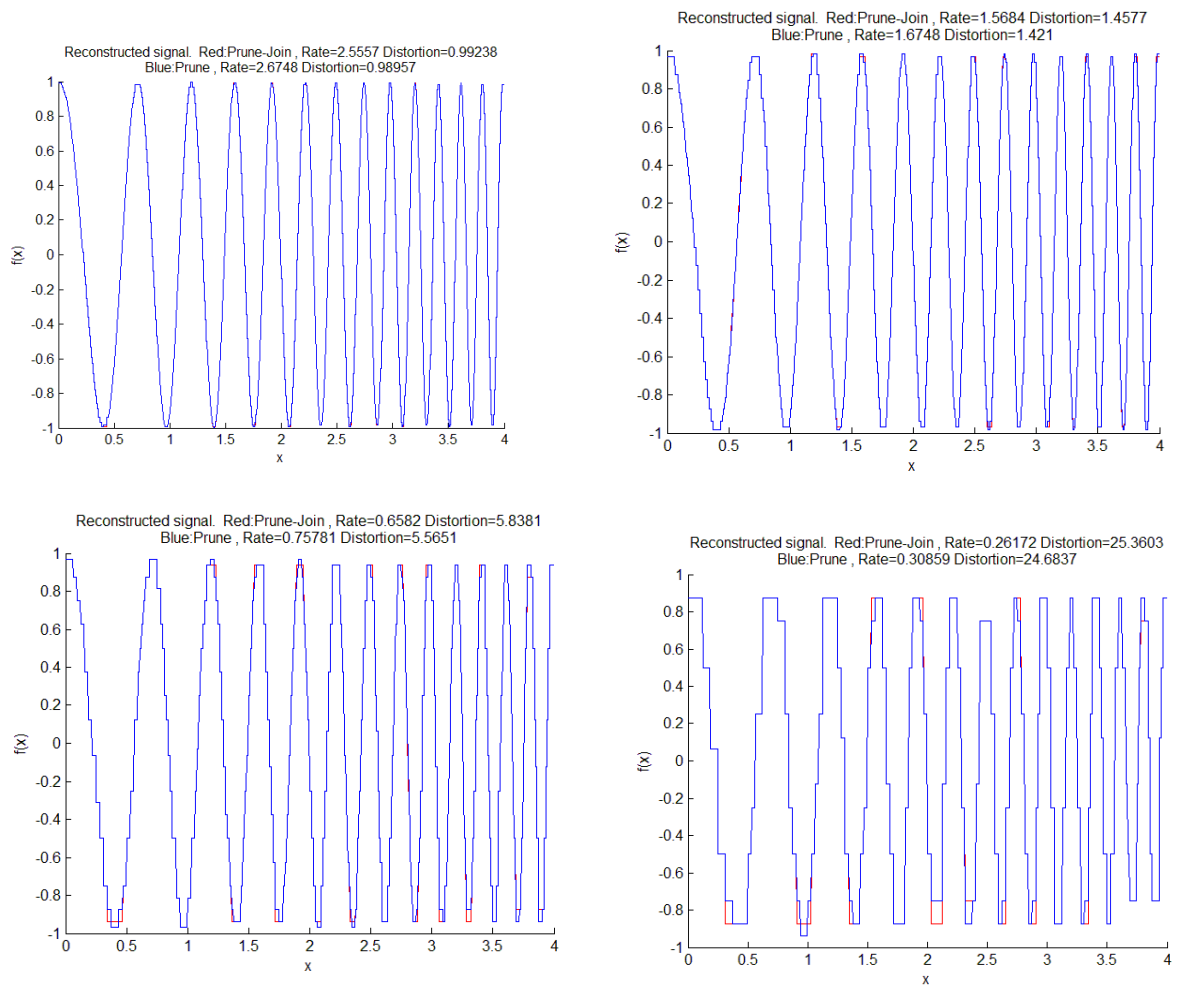 Reconstructed signal. Red:Prune-Join , Rate=2.5557 Distortion=0.99238
Blue:Prune , Rate=2.6748 Distortion=0.98957
1
0.8
0.6
0.4
0.2
0
-0.2
-0.4
-0.6
-0.8
-1
f(x)
0 0.5 1 1.5 2 2.5 3 3.5 4
x
Reconstructed signal. Red:Prune-Join , Rate=1.5684 Distortion=1.4577
Blue:Prune , Rate=1.6748 Distortion=1.421
1
0.8
0.6
0.4
0.2
0
-0.2
-0.4
-0.6
-0.8
-1
f(x)
0 0.5 1 1.5 2 2.5 3 3.5 4
x
Reconstructed signal. Red:Prune-Join , Rate=0.6582 Distortion=5.8381
Blue:Prune , Rate=0.75781 Distortion=5.5651
1
0.8
0.6
0.4
0.2
0
-0.2
-0.4
-0.6
-0.8
-1
f(x)
0 0.5 1 1.5 2 2.5 3 3.5 4
x
Reconstructed signal. Red:Prune-Join , Rate=0.26172 Distortion=25.3603
Blue:Prune , Rate=0.30859 Distortion=24.6837
1
0.8
0.6
0.4
0.2
0
-0.2
-0.4
-0.6
-0.8
-1
f(x)
0 0.5 1 1.5 2 2.5 3 3.5 4
x